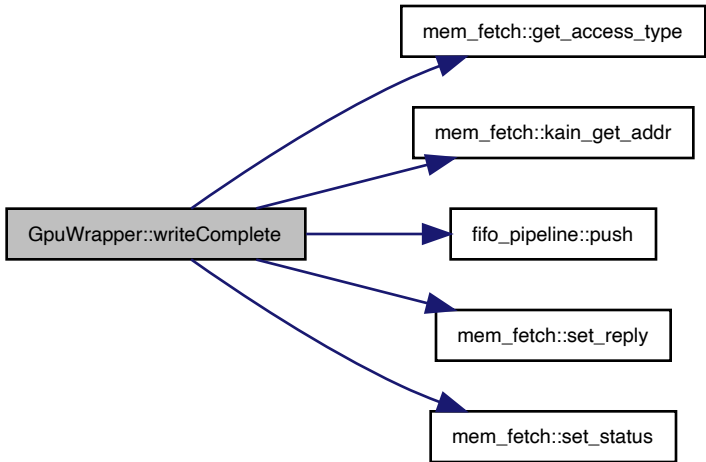 mem_fetch::get_access_type
mem_fetch::kain_get_addr
GpuWrapper::writeComplete
fifo_pipeline::push
mem_fetch::set_reply
mem_fetch::set_status